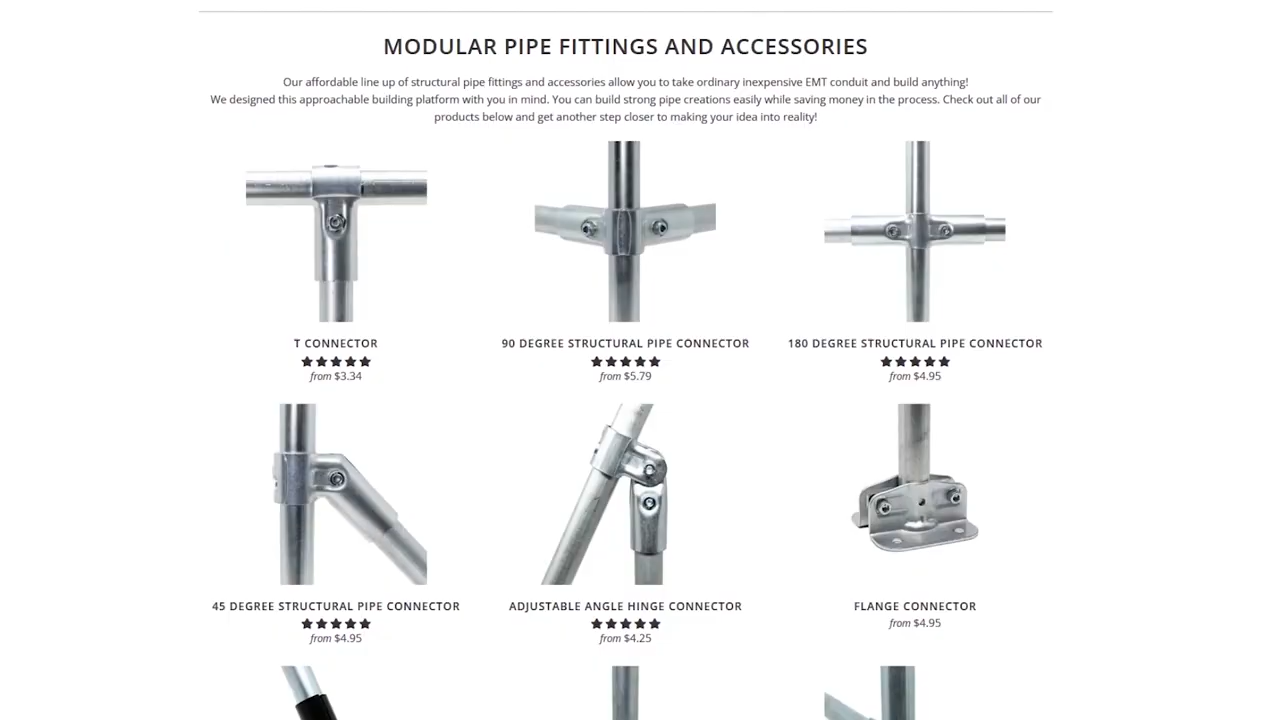 MODULAR PIPE FITTINGS AND ACCESSORIES
Our affordable line up of structural pipe fittings and accessories allow you to take ordinary inexpensive EMT conduit and build anything!
We designed this approachable building platform with you in mind. You can build strong pipe creations easily while saving money in the process. Check out all of our
products below and get another step closer to making your idea into reality!
T CONNECTOR
from $3.34
90 DEGREE STRUCTURAL PIPE CONNECTOR
from $5.79
180 DEGREE STRUCTURAL PIPE CONNECTOR
from $4.95
45 DEGREE STRUCTURAL PIPE CONNECTOR
from $4.95
ADJUSTABLE ANGLE HINGE CONNECTOR
from $4.25
FLANGE CONNECTOR
from $4.95